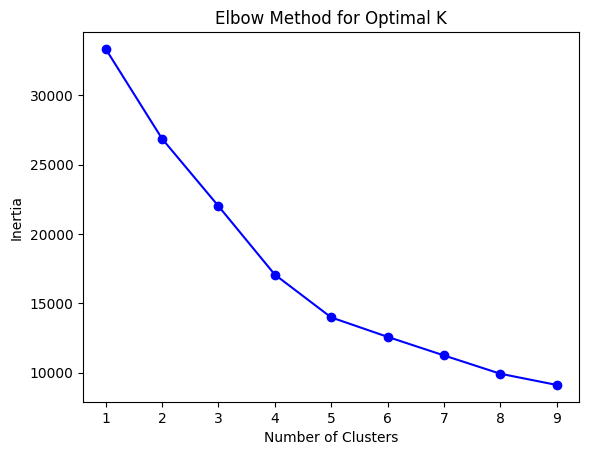 Elbow Method for Optimal K
Inertia
30000
25000
20000
15000
10000
1 2 3 4 5 6 7 8 9
Number of Clusters